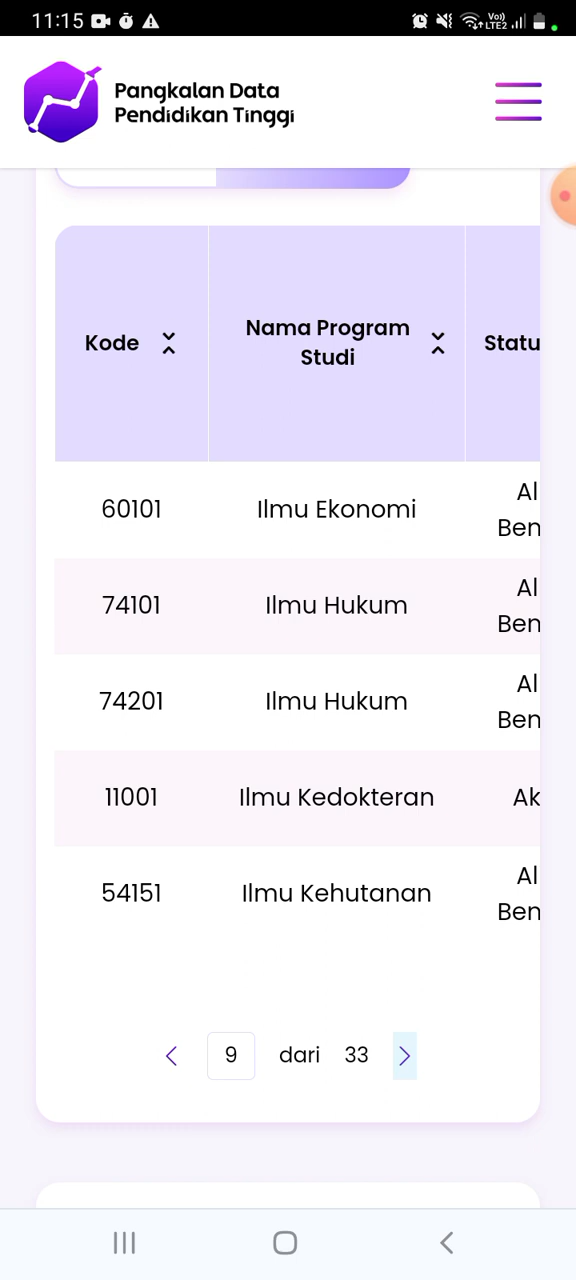 11:15
Vo))
LTE2
Pangkalan Data
Pendidikan Tinggi
Kode
Nama Program
Studi
Statu
60101
Ilmu Ekonomi
Al
Ben
74101
Ilmu Hukum
Al
Ben
74201
Ilmu Hukum
Al
Ben
11001
Ilmu Kedokteran
Ak
54151
Ilmu Kehutanan
Al
Ben
9 dari 33